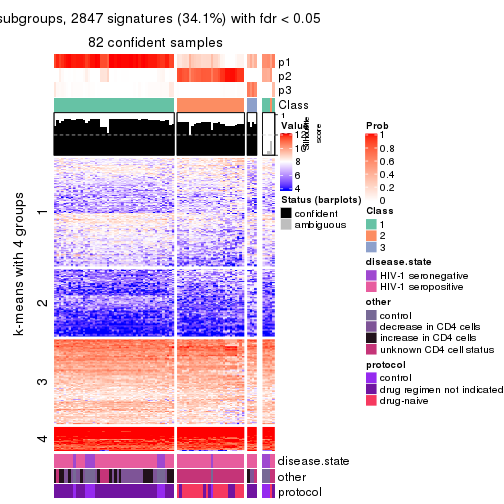 subgroups, 2847 signatures (34.1%) with fdr < 0.05
82 confident samples
p1
p2
p3
Class
1
Silhouette
score
k-means with 4 groups
1
2
3
4
disease.state
other
protocol
Value
12
10
8
6
4
Status (barplots)
confident
ambiguous
Prob
1
0.8
0.6
0.4
0.2
0
Class
1
2
3
disease.state
HIV-1 seronegative
HIV-1 seropositive
other
control
decrease in CD4 cells
increase in CD4 cells
unknown CD4 cell status
protocol
control
drug regimen not indicated
drug-naive